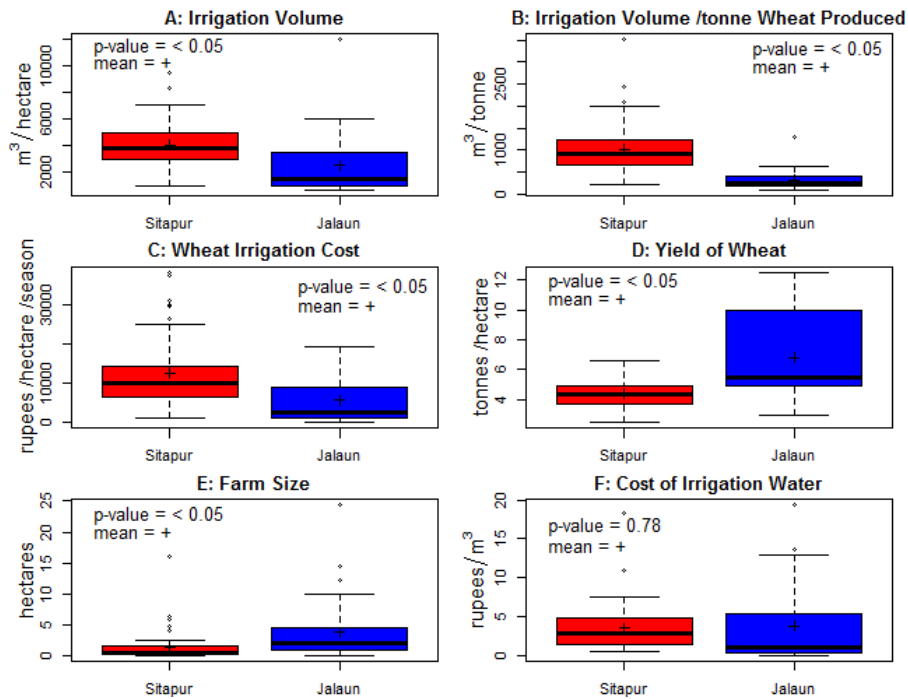 A: Irrigation Volume
p-value = < 0.05
mean = +
m³/hectare
10000
6000
2000
Sitapur
Jalaun
B: Irrigation Volume /tonne Wheat Produced
p-value = < 0.05
mean = +
m³/tonne
2500
1000
0
Sitapur
Jalaun
C: Wheat Irrigation Cost
p-value = < 0.05
mean = +
rupees /hectare /season
30000
10000
0
Sitapur
Jalaun
D: Yield of Wheat
p-value = < 0.05
mean = +
tonnes /hectare
12
10
8
6
4
Sitapur
Jalaun
E: Farm Size
p-value = < 0.05
mean = +
hectares
25
20
15
10
5
0
Sitapur
Jalaun
F: Cost of Irrigation Water
p-value = 0.78
mean = +
rupees/m³
20
15
10
5
0
Sitapur
Jalaun